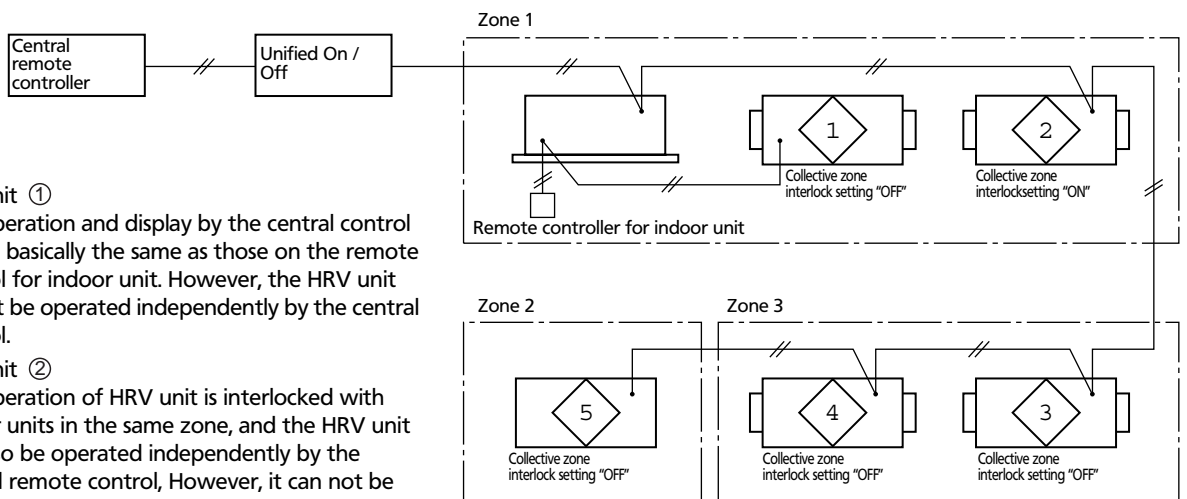 Zone 1
Central
remote
controller
Unified On /
Off
1
2
Collective zone
interlock setting “OFF”
Collective zone
interlocksetting “ON”
Remote controller for indoor unit
nit ①
peration and display by the central control
basically the same as those on the remote
ol for indoor unit. However, the HRV unit
t be operated independently by the central
ol.
nit ②
peration of HRV unit is interlocked with
r units in the same zone, and the HRV unit
o be operated independently by the
l remote control, However, it can not be
Zone 2
Zone 3
5
4
3
Collective zone
interlock setting “OFF”
Collective zone
interlock setting “OFF”
Collective zone
interlock setting “OFF”